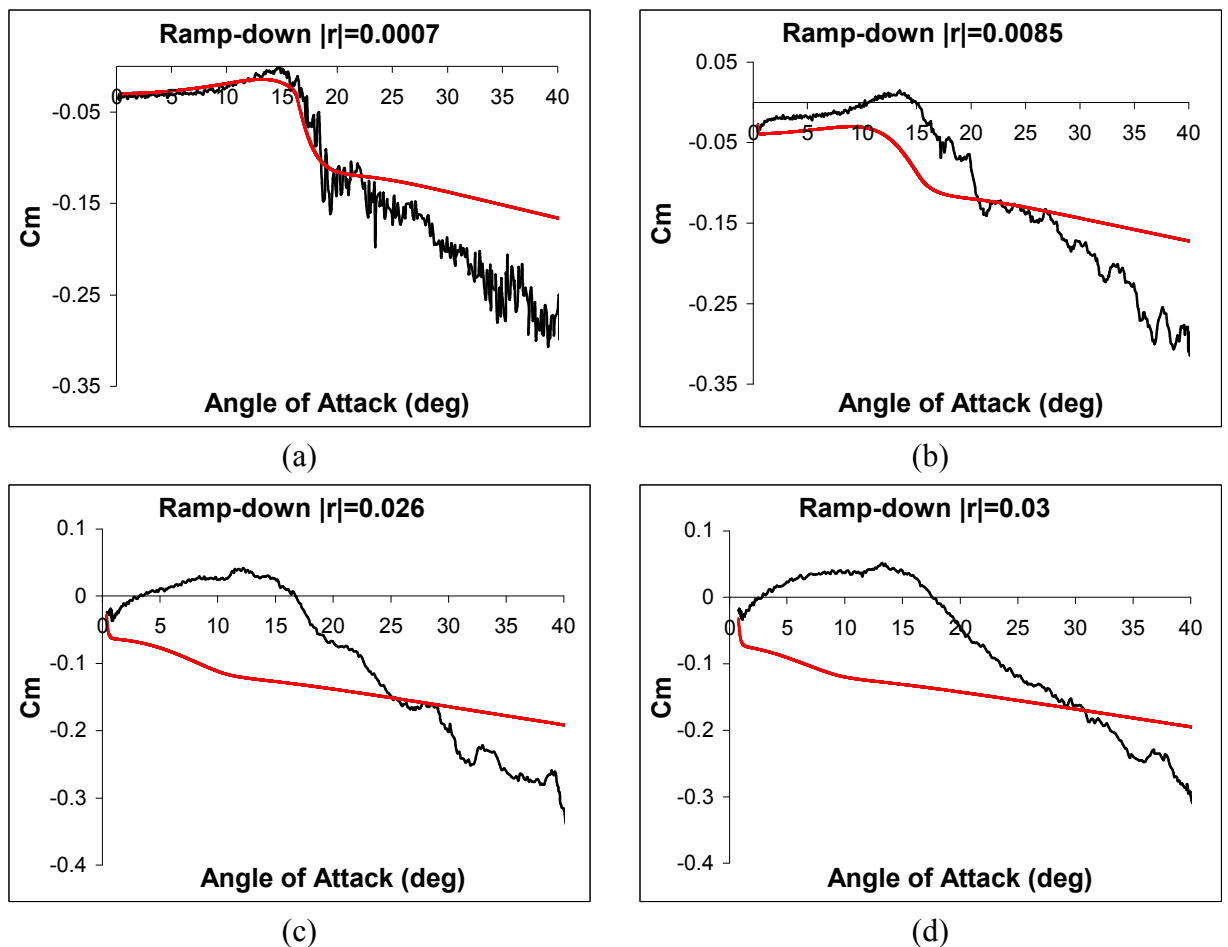 Ramp-down |r|=0.0007
0 5 10 15 20 25 30 35 40
-0.05
-0.15
-0.25
-0.35
Cm
Angle of Attack (deg)
(a)
Ramp-down |r|=0.0085
0.05
0 5 10 15 20 25 30 35 40
-0.05
-0.15
-0.25
-0.35
Cm
Angle of Attack (deg)
(b)
Ramp-down |r|=0.026
0.1
0
0 5 10 15 20 25 30 35 40
-0.1
-0.2
-0.3
-0.4
Cm
Angle of Attack (deg)
(c)
Ramp-down |r|=0.03
0.1
0
0 5 10 15 20 25 30 35 40
-0.1
-0.2
-0.3
-0.4
Cm
Angle of Attack (deg)
(d)